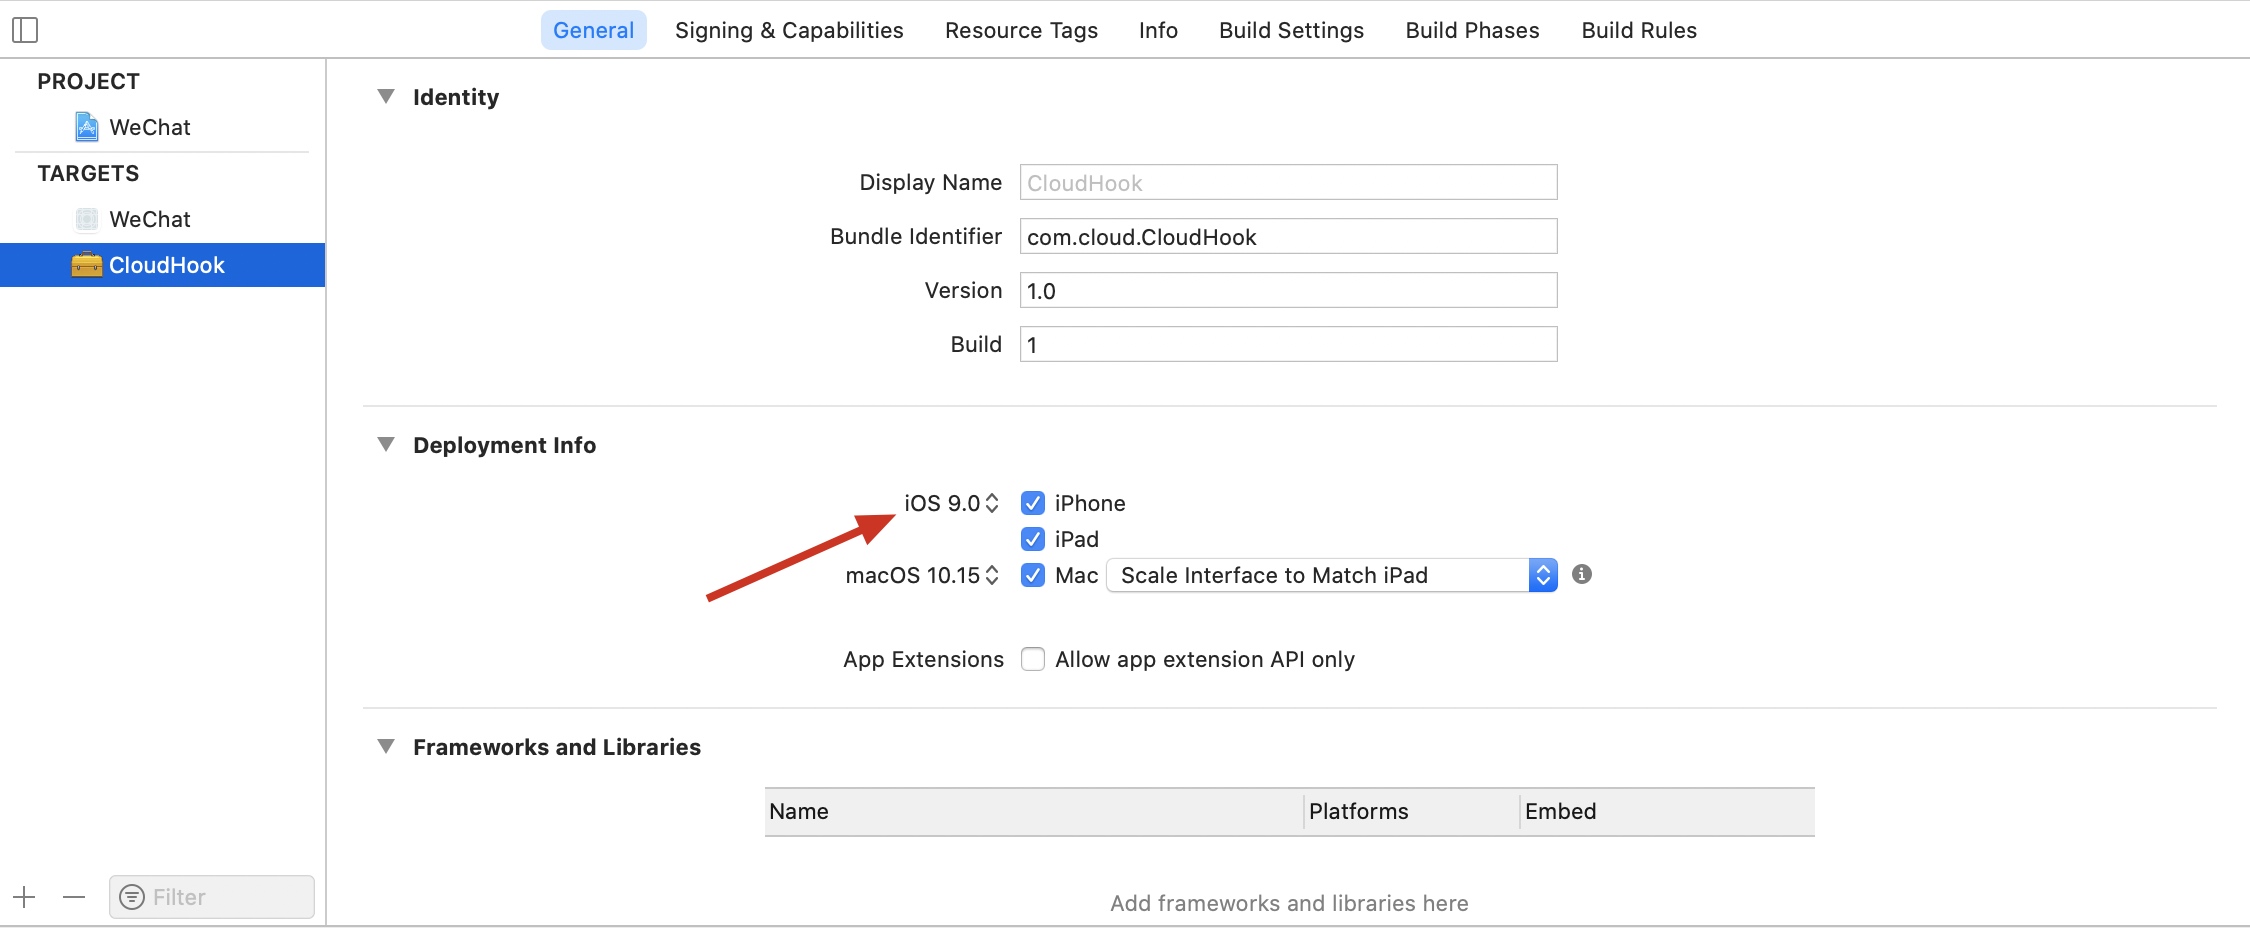 General Signing & Capabilities Resource Tags Info Build Settings Build Phases Build Rules
PROJECT
WeChat
TARGETS
WeChat
CloudHook
Filter
Identity
Display Name CloudHook
Bundle Identifier com.cloud.CloudHook
Version 1.0
Build 1
Deployment Info
iOS 9.0 iPhone
iPad
macOS 10.15 Mac Scale Interface to Match iPad
App Extensions Allow app extension API only
Frameworks and Libraries
Name Platforms Embed
Add frameworks and libraries here